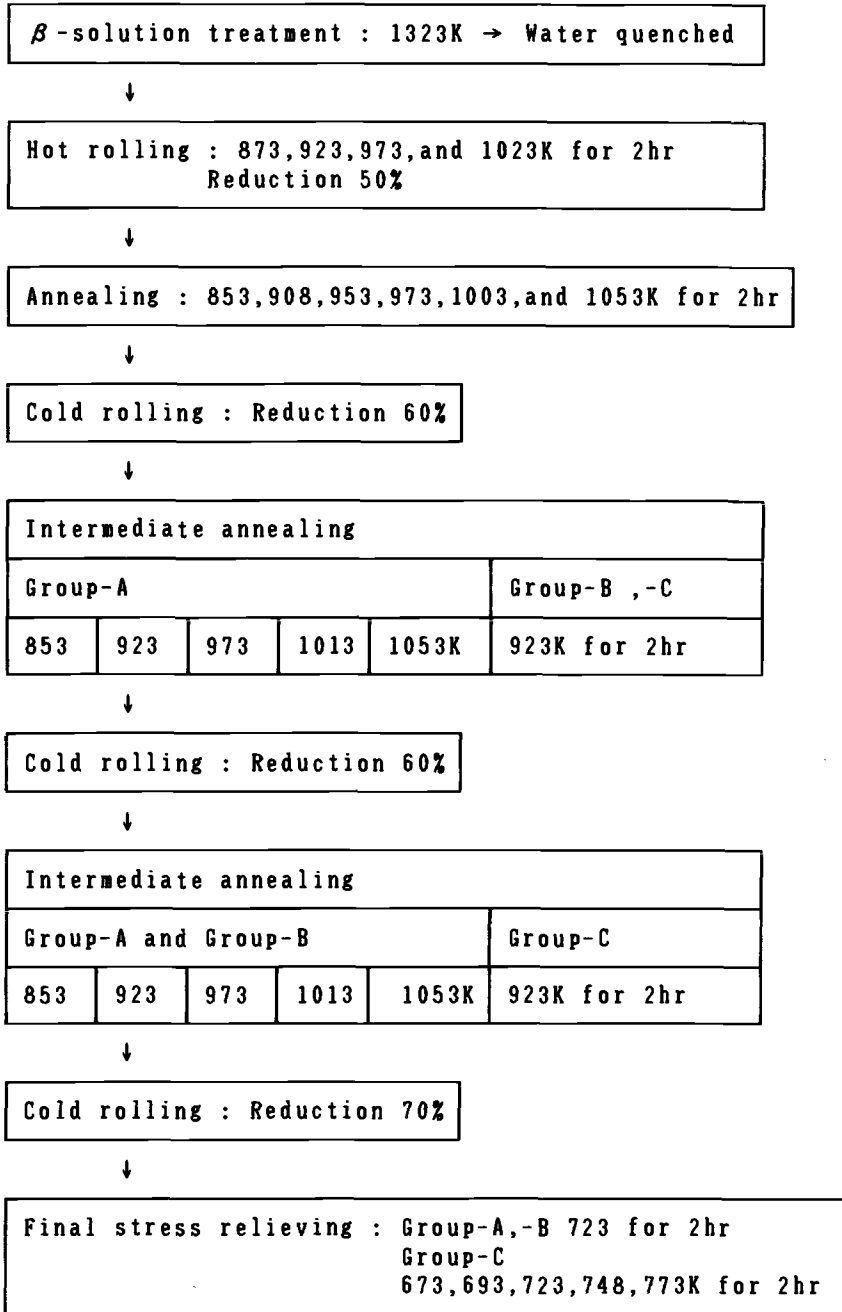 β-solution treatment : 1323K → Water quenched
↓
Hot rolling : 873,923,973,and 1023K for 2hr
Reduction 50%
↓
Annealing : 853,908,953,973,1003,and 1053K for 2hr
↓
Cold rolling : Reduction 60%
↓
Intermediate annealing
Group-A Group-B ,-C
853 923 973 1013 1053K 923K for 2hr
↓
Cold rolling : Reduction 60%
↓
Intermediate annealing
Group-A and Group-B Group-C
853 923 973 1013 1053K 923K for 2hr
↓
Cold rolling : Reduction 70%
↓
Final stress relieving : Group-A,-B 723 for 2hr
Group-C
673,693,723,748,773K for 2hr